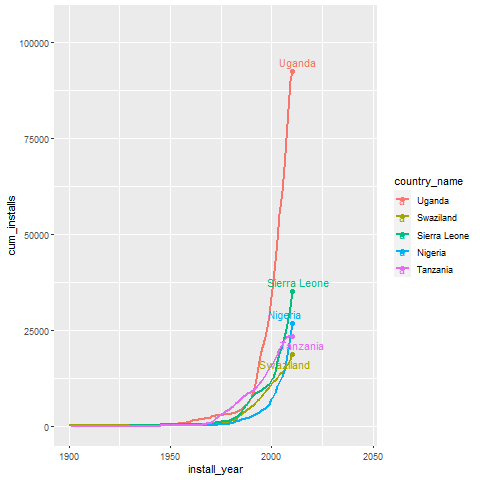 100000
75000
50000
25000
0
cum_installs
1900
1950
2000
2050
install_year
Uganda
Sierra Leone
Nigeria
Tanzania
Swaziland
country_name
a Uganda
a Swaziland
a Sierra Leone
a Nigeria
a Tanzania